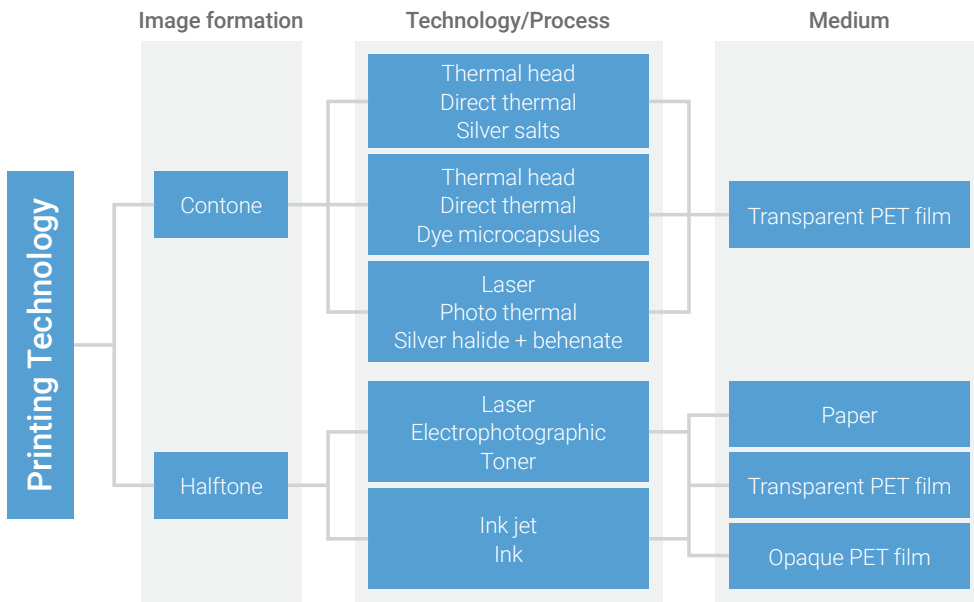 Image formation
Technology/Process
Medium
Printing Technology
Contone
Thermal head
Direct thermal
Silver salts
Thermal head
Direct thermal
Dye microcapsules
Laser
Photo thermal
Silver halide + behenate
Transparent PET film
Halftone
Laser
Electrophotographic
Toner
Ink jet
Ink
Paper
Transparent PET film
Opaque PET film